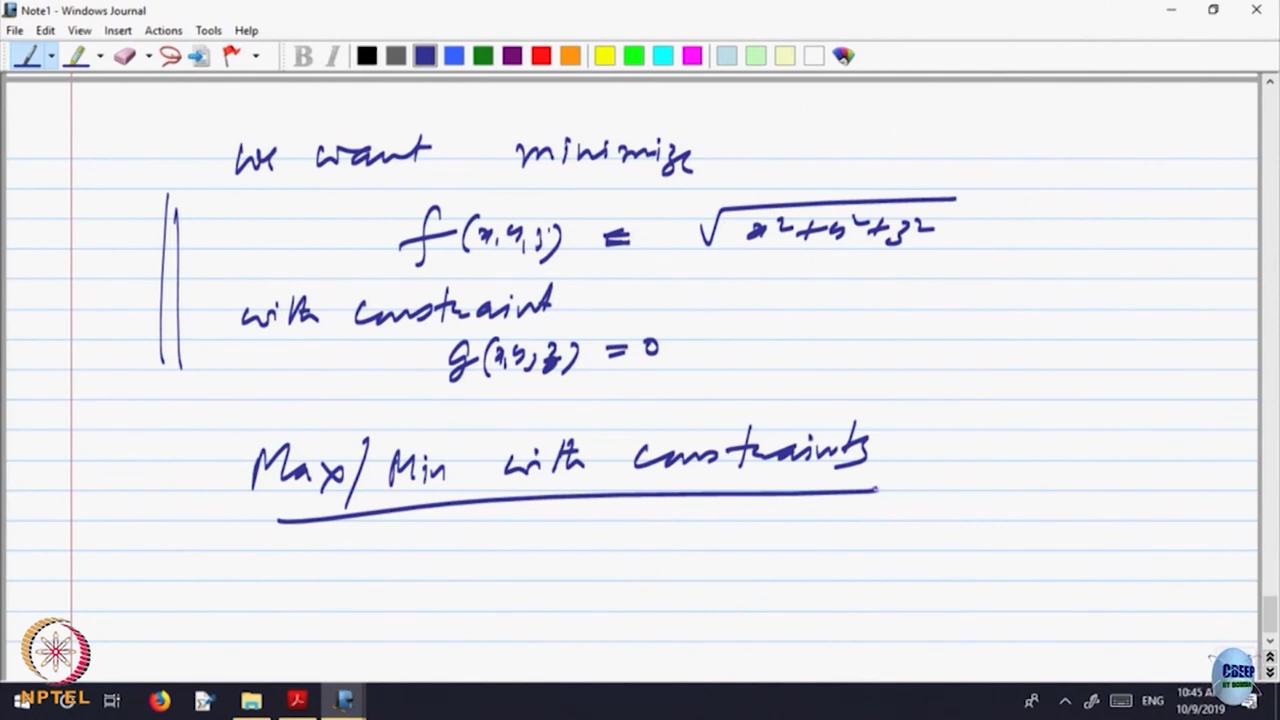 Note1 - Windows Journal
File Edit View Insert Actions Tools Help
B I
We want minimize
f(x,y,z) = √x²+y²+z²
with constraint
g(x,y,z) = 0
Max/Min with constraints
NPTEL
CDEEP
ENG
10:45 A
10/9/2019